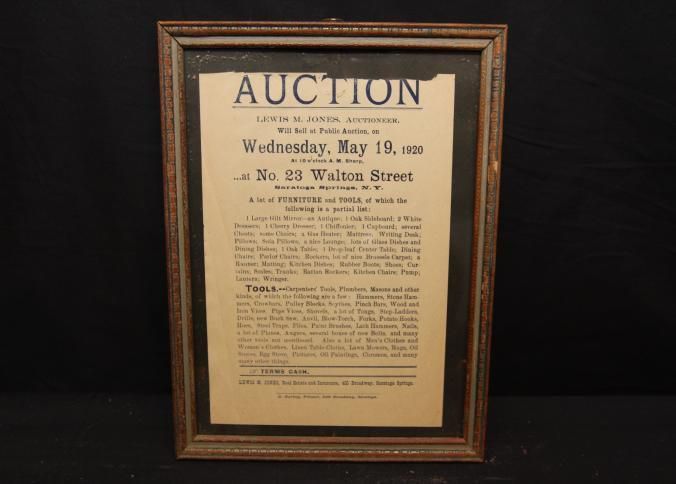 AUCTION
LEWIS M. JONES, AUCTIONEER,
Will Sell at Public Auction, on
Wednesday, May 19, 1920
At 10 o'clock A. M. Sharp,
...at No. 23 Walton Street
Saratoga Springs, N.Y.
A lot of FURNITURE and TOOLS, of which the
following is a partial list:
1 Large Gilt Mirror—an Antique; 1 Oak Sideboard; 2 White
Dressers; 1 Cherry Dresser; 1 Chiffonier; 1 Cupboard; several
Chests; some Chairs; a Gas Heater; Mattress, Writing Desk;
Pillows; Sofa Pillows, a nice Lounge; lots of Glass Dishes and
Dining Dishes; 1 Oak Table; 1 Drop-leaf Center Table; Dining
Chairs; Parlor Chairs, Rockers, lot of nice Brussels Carpet; a
Hammer; Matting; Kitchen Dishes; Rubber Boots; Shoes; Cur-
tains, Scales; Trunks; Rattan Rockers; Kitchen Chairs; Pump;
Lantern; Wringer.
TOOLS.--Carpenters' Tools, Plumbers, Masons and other
kinds, of which the following are a few: Hammers, Stone Ham-
mers, Crowbars, Pulley Blocks, Scythes, Pinch Bars, Wood and
Iron Vises, Pipe Vices, Shovels, a lot of Tongs, Step-Ladders,
Drills, new Buck Saw, Anvil, Blow-Torch, Forks, Potato Hooks,
Hoes, Steel Traps, Files, Paint Brushes, Lath Hammers, Nails,
a lot of Planes, Augers, several boxes of new Bolts, and many
other tools not mentioned. Also a lot of Men's Clothes and
Women's Clothes, Linen Table Cloths, Lawn Mowers, Rugs, Oil
Stoves, Egg Stove, Pictures, Oil Paintings, Chromos, and many
many other things.
TERMS CASH.
LEWIS M. JONES, Real Estate and Insurance, Broadway, Saratoga Springs.
Printer, Broadway, Saratoga.